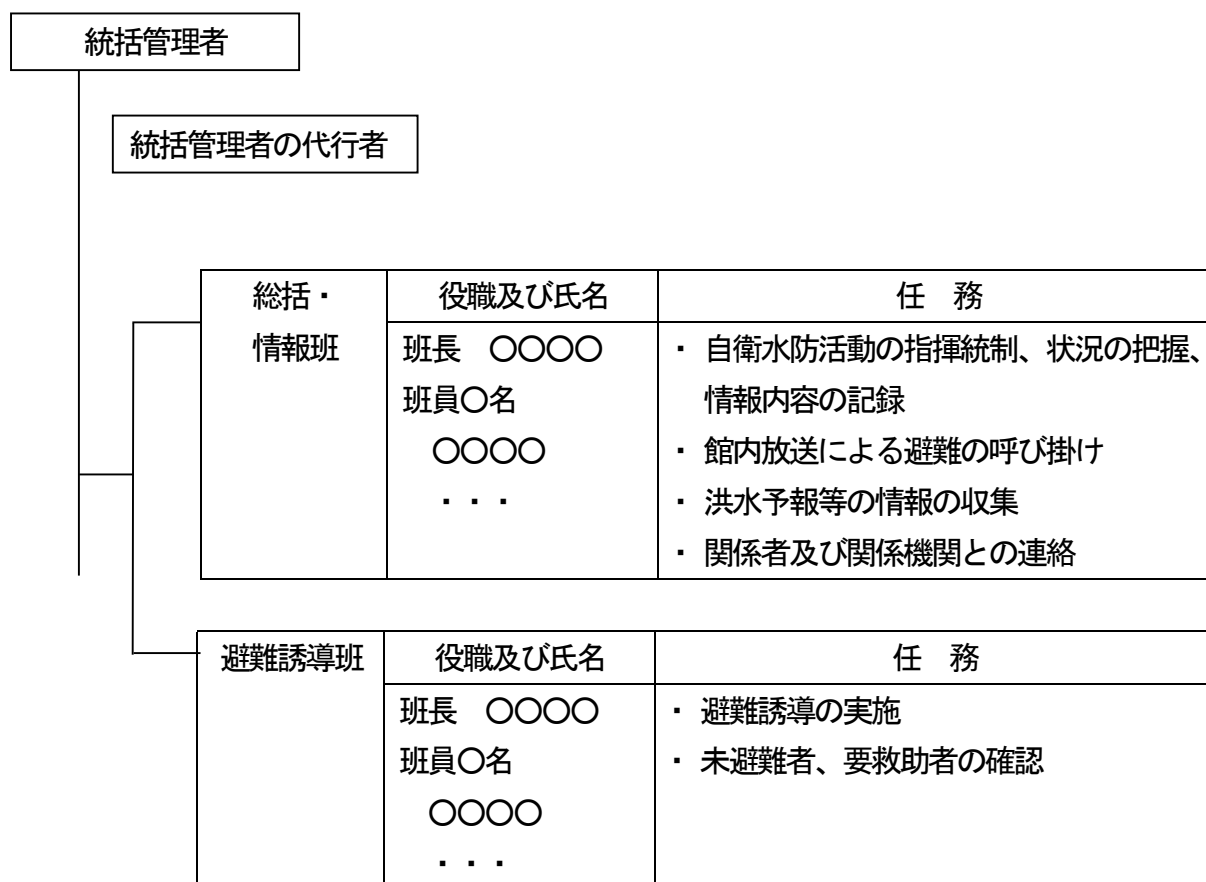 統括管理者
統括管理者の代行者
総括・
情報班
役職及び氏名
任　務
班長　〇〇〇〇
班員〇名
〇〇〇〇
・・・
・ 自衛水防活動の指揮統制、状況の把握、
情報内容の記録
・ 館内放送による避難の呼び掛け
・ 洪水予報等の情報の収集
・ 関係者及び関係機関との連絡
避難誘導班
役職及び氏名
任　務
班長　〇〇〇〇
班員〇名
〇〇〇〇
・・・
・ 避難誘導の実施
・ 未避難者、要救助者の確認